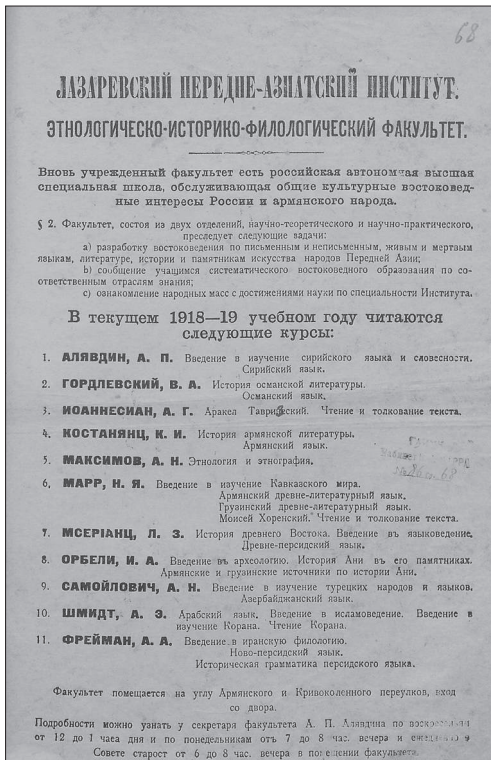 68
ЛАЗАРЕВСКИЙ ПЕРЕДНЕ-АЗИАТСКИЙ ИНСТИТУТ.
ЭТНОЛОГИЧЕСКО-ИСТОРИКО-ФИЛОЛОГИЧЕСКИЙ ФАКУЛЬТЕТ.
Вновь учрежденный факультет есть российская автономная высшая
специальная школа, обслуживающая общие культурные востоковед-
ные интересы России и армянского народа.
§ 2. Факультет, состоя из двух отделений, научно-теоретического и научно-практического,
преследует следующие задачи:
а) разработку востоковедения по письменным и неписьменным, живым и мертвым
языкам, литературе, истории и памятникам искусства народов Передней Азии;
b) сообщение учащимся систематического востоковедного образования по со-
ответственным отраслям знания;
c) ознакомление народных масс с достижениями науки по специальности Института.
В текущем 1918—19 учебном году читаются
следующие курсы:
1. АЛЯВДИН, А. П. Введение в изучение сирийского языка и словесности.
Сирийский язык.
2. ГОРДЛЕВСКИЙ, В. А. История османской литературы.
Османский язык.
3. ИОАННЕСИАН, А. Г. Аракел Тавризский. Чтение и толкование текста.
4. КОСТАНЯНЦ, К. И. История армянской литературы.
Армянский язык.
5. МАКСИМОВ, А. Н. Этнология и этнография.
6. МАРР, Н. Я. Введение в изучение Кавказского мира.
Армянский древне-литературный язык.
Грузинский древне-литературный язык.
Моисей Хоренский. Чтение и толкование текста.
7. МСЕРІАНЦ, Л. З. История древнего Востока. Введение в языковедение.
Древне-персидский язык.
8. ОРБЕЛИ, И. А. Введение въ археологию. История Ани въ его памятниках.
Армянские и грузинские источники по истории Ани.
9. САМОЙЛОВИЧ, А. Н. Введение в изучение турецких народов и языков.
Азербайджанский язык.
10. ШМИДТ, А. Э. Арабский язык. Введение в исламоведение. Введение в
изучение Корана. Чтение Корана.
11. ФРЕЙМАН, А. А. Введение в иранскую филологию.
Ново-персидский язык.
Историческая грамматика персидского языка.
Факультет помещается на углу Армянского и Кривоколенного переулков, вход
со двора.
Подробности можно узнать у секретаря факультета А. П. Алявдина по воскресеньям
от 12 до 1 часа дня и по понедельникам отъ 7 до 8 час. вечера и ежедневно в
Совете старост от 6 до 8 час. вечера в помещении факультета.